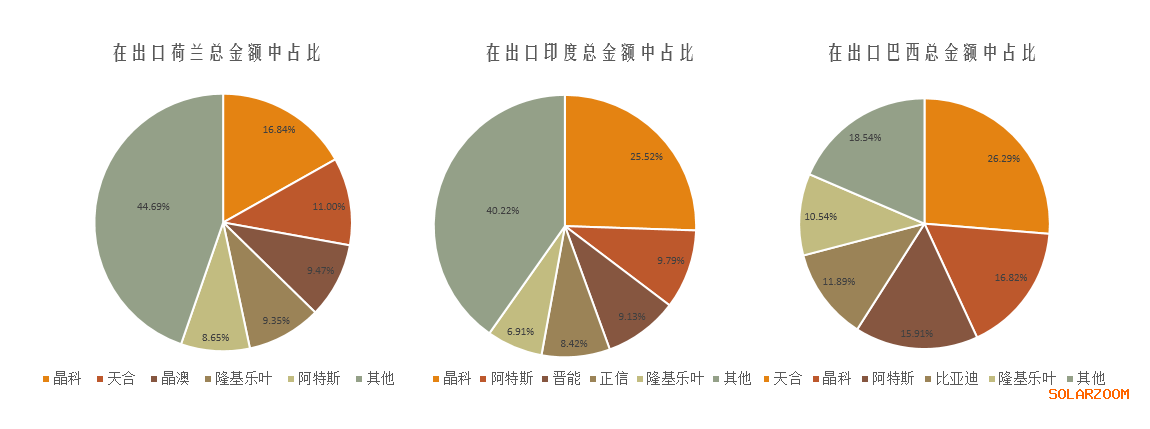 在出口荷兰总金额中占比
16.84%
11.00%
9.47%
9.35%
8.65%
44.69%
晶科 天合 晶澳 隆基乐叶 阿特斯 其他
在出口印度总金额中占比
25.52%
9.79%
9.13%
8.42%
6.91%
40.22%
晶科 阿特斯 晋能 正信 隆基乐叶 其他
在出口巴西总金额中占比
26.29%
16.82%
15.91%
11.89%
10.54%
18.54%
天合 晶科 阿特斯 比亚迪 隆基乐叶 其他
SOLARZOOM